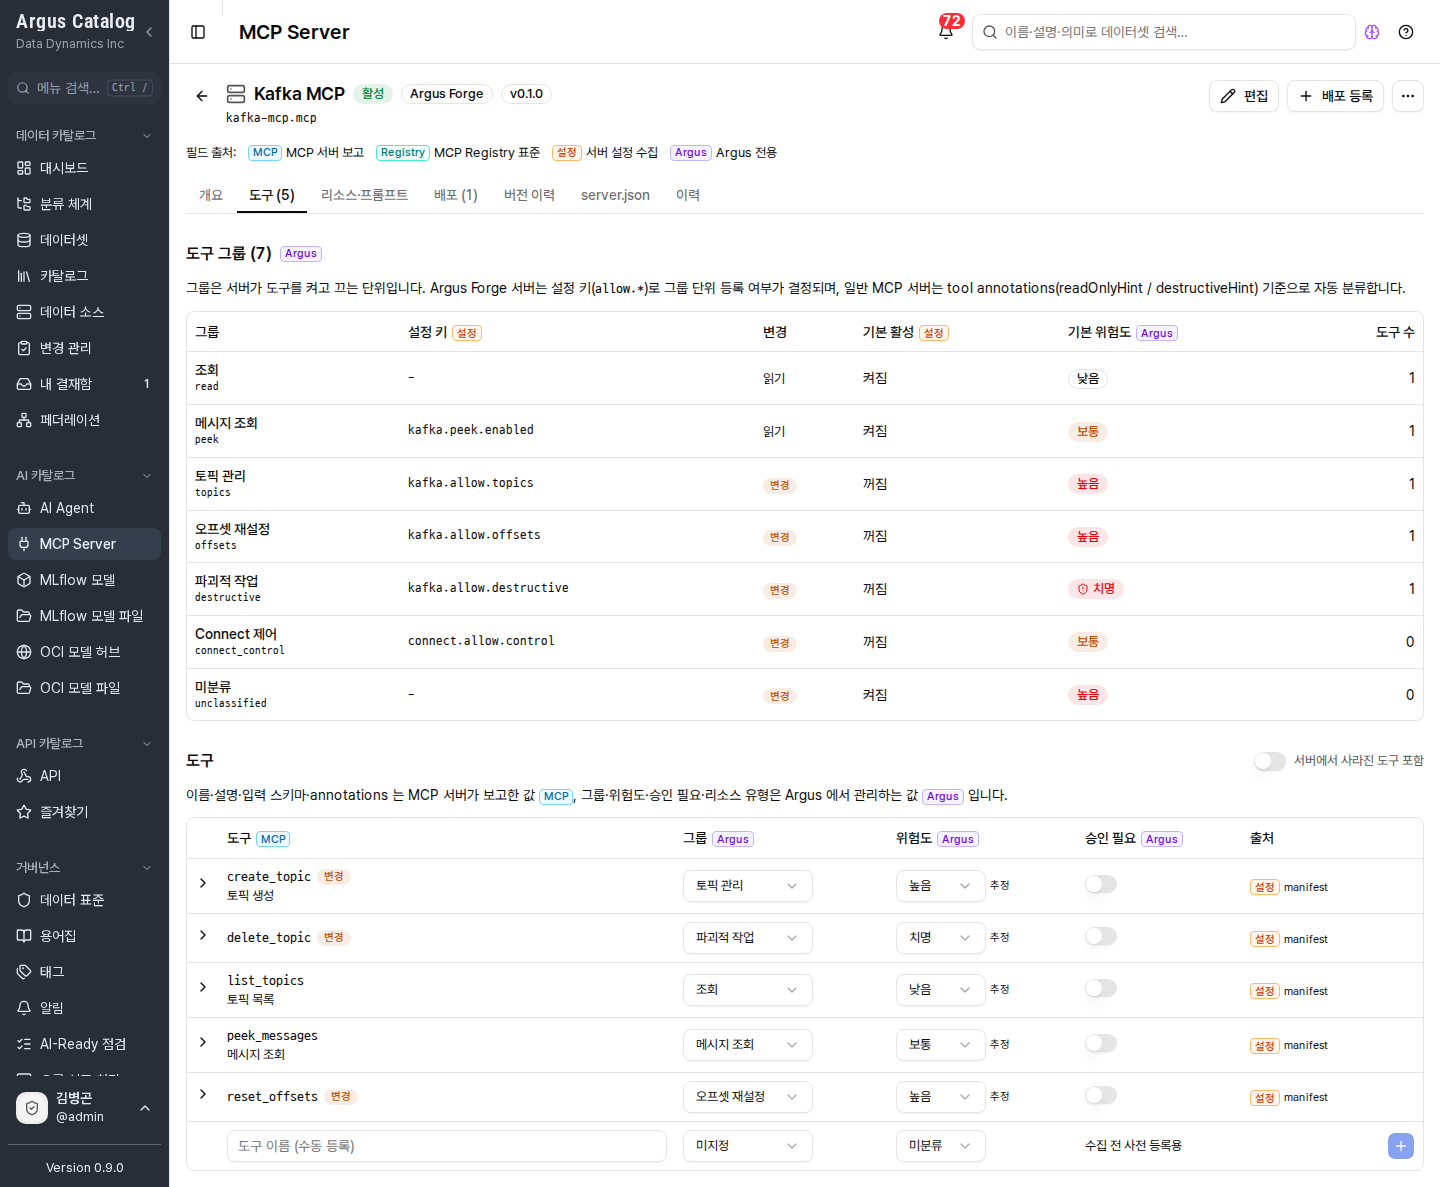 Argus Catalog
Data Dynamics Inc
메뉴 검색... Ctrl /
데이터 카탈로그
대시보드
분류 체계
데이터셋
카탈로그
데이터 소스
변경 관리
내 결재함 1
페더레이션
AI 카탈로그
AI Agent
MCP Server
MLflow 모델
MLflow 모델 파일
OCI 모델 허브
OCI 모델 파일
API 카탈로그
API
즐겨찾기
거버넌스
데이터 표준
용어집
태그
알림
AI-Ready 점검
김병곤
@admin
Version 0.9.0
MCP Server
72
이름·설명·의미로 데이터셋 검색...
Kafka MCP 활성 Argus Forge v0.1.0
kafka-mcp.mcp
편집
배포 등록
필드 출처: MCP MCP 서버 보고 Registry MCP Registry 표준 설정 서버 설정 수집 Argus Argus 전용
개요 도구 (5) 리소스·프롬프트 배포 (1) 버전 이력 server.json 이력
도구 그룹 (7) Argus
그룹은 서버가 도구를 켜고 끄는 단위입니다. Argus Forge 서버는 설정 키(allow.*)로 그룹 단위 등록 여부가 결정되며, 일반 MCP 서버는 tool annotations(readOnlyHint / destructiveHint) 기준으로 자동 분류합니다.
그룹 설정 키 설정 변경 기본 활성 설정 기본 위험도 Argus 도구 수
조회
read - 읽기 켜짐 낮음 1
메시지 조회
peek kafka.peek.enabled 읽기 켜짐 보통 1
토픽 관리
topics kafka.allow.topics 변경 꺼짐 높음 1
오프셋 재설정
offsets kafka.allow.offsets 변경 꺼짐 높음 1
파괴적 작업
destructive kafka.allow.destructive 변경 꺼짐 치명 1
Connect 제어
connect_control connect.allow.control 변경 꺼짐 보통 0
미분류
unclassified - 변경 켜짐 높음 0
도구
서버에서 사라진 도구 포함
이름·설명·입력 스키마·annotations 는 MCP 서버가 보고한 값 MCP, 그룹·위험도·승인 필요·리소스 유형은 Argus 에서 관리하는 값 Argus 입니다.
도구 MCP 그룹 Argus 위험도 Argus 승인 필요 Argus 출처
create_topic 변경
토픽 생성 토픽 관리 높음 추정 설정 manifest
delete_topic 변경 파괴적 작업 치명 추정 설정 manifest
list_topics
토픽 목록 조회 낮음 추정 설정 manifest
peek_messages
메시지 조회 메시지 조회 보통 추정 설정 manifest
reset_offsets 변경 오프셋 재설정 높음 추정 설정 manifest
도구 이름 (수동 등록) 미지정 미분류 수집 전 사전 등록용